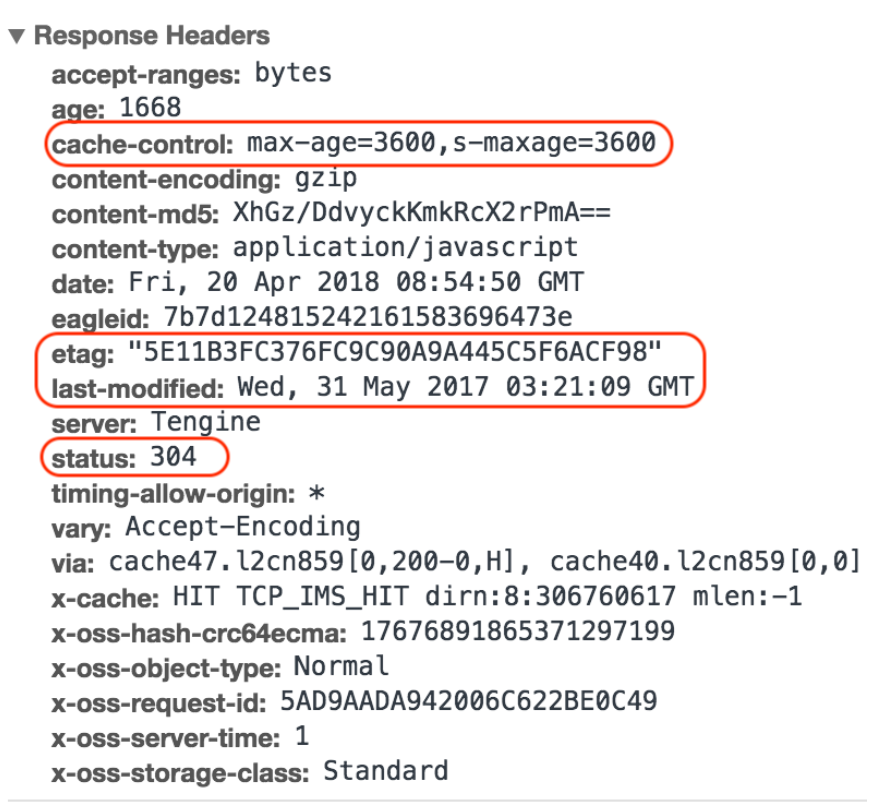 ▼ Response Headers
accept-ranges: bytes
age: 1668
cache-control: max-age=3600,s-maxage=3600
content-encoding: gzip
content-md5: XhGz/DdvyckKmkRcX2rPmA==
content-type: application/javascript
date: Fri, 20 Apr 2018 08:54:50 GMT
eagleid: 7b7d124815242161583696473e
etag: "5E11B3FC376FC9C90A9A445C5F6ACF98"
last-modified: Wed, 31 May 2017 03:21:09 GMT
server: Tengine
status: 304
timing-allow-origin: *
vary: Accept-Encoding
via: cache47.l2cn859[0,200-0,H], cache40.l2cn859[0,0]
x-cache: HIT TCP_IMS_HIT dirn:8:306760617 mlen:-1
x-oss-hash-crc64ecma: 17676891865371297199
x-oss-object-type: Normal
x-oss-request-id: 5AD9AADA942006C622BE0C49
x-oss-server-time: 1
x-oss-storage-class: Standard